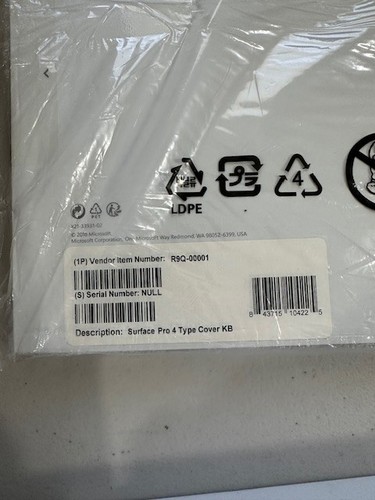 LDPE
4
© 2016 Microsoft
Microsoft Corporation, One Microsoft Way Redmond, WA 98052-6399, USA
(1P) Vendor Item Number: R9Q-00001
(S) Serial Number: NULL
8 43715 10422 5
Description: Surface Pro 4 Type Cover KB